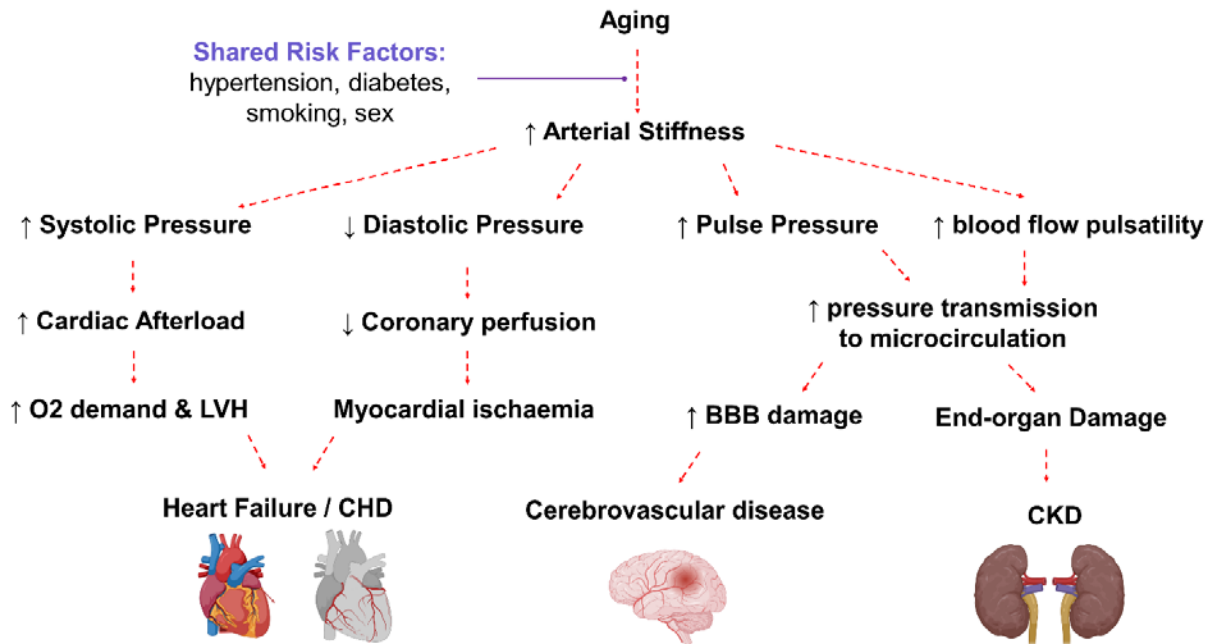 Aging
Shared Risk Factors:
hypertension, diabetes,
smoking, sex
↑ Arterial Stiffness
↑ Systolic Pressure
↓ Diastolic Pressure
↑ Pulse Pressure
↑ blood flow pulsatility
↑ Cardiac Afterload
↓ Coronary perfusion
↑ pressure transmission
to microcirculation
↑ O2 demand & LVH
Myocardial ischaemia
↑ BBB damage
End-organ Damage
Heart Failure / CHD
Cerebrovascular disease
CKD